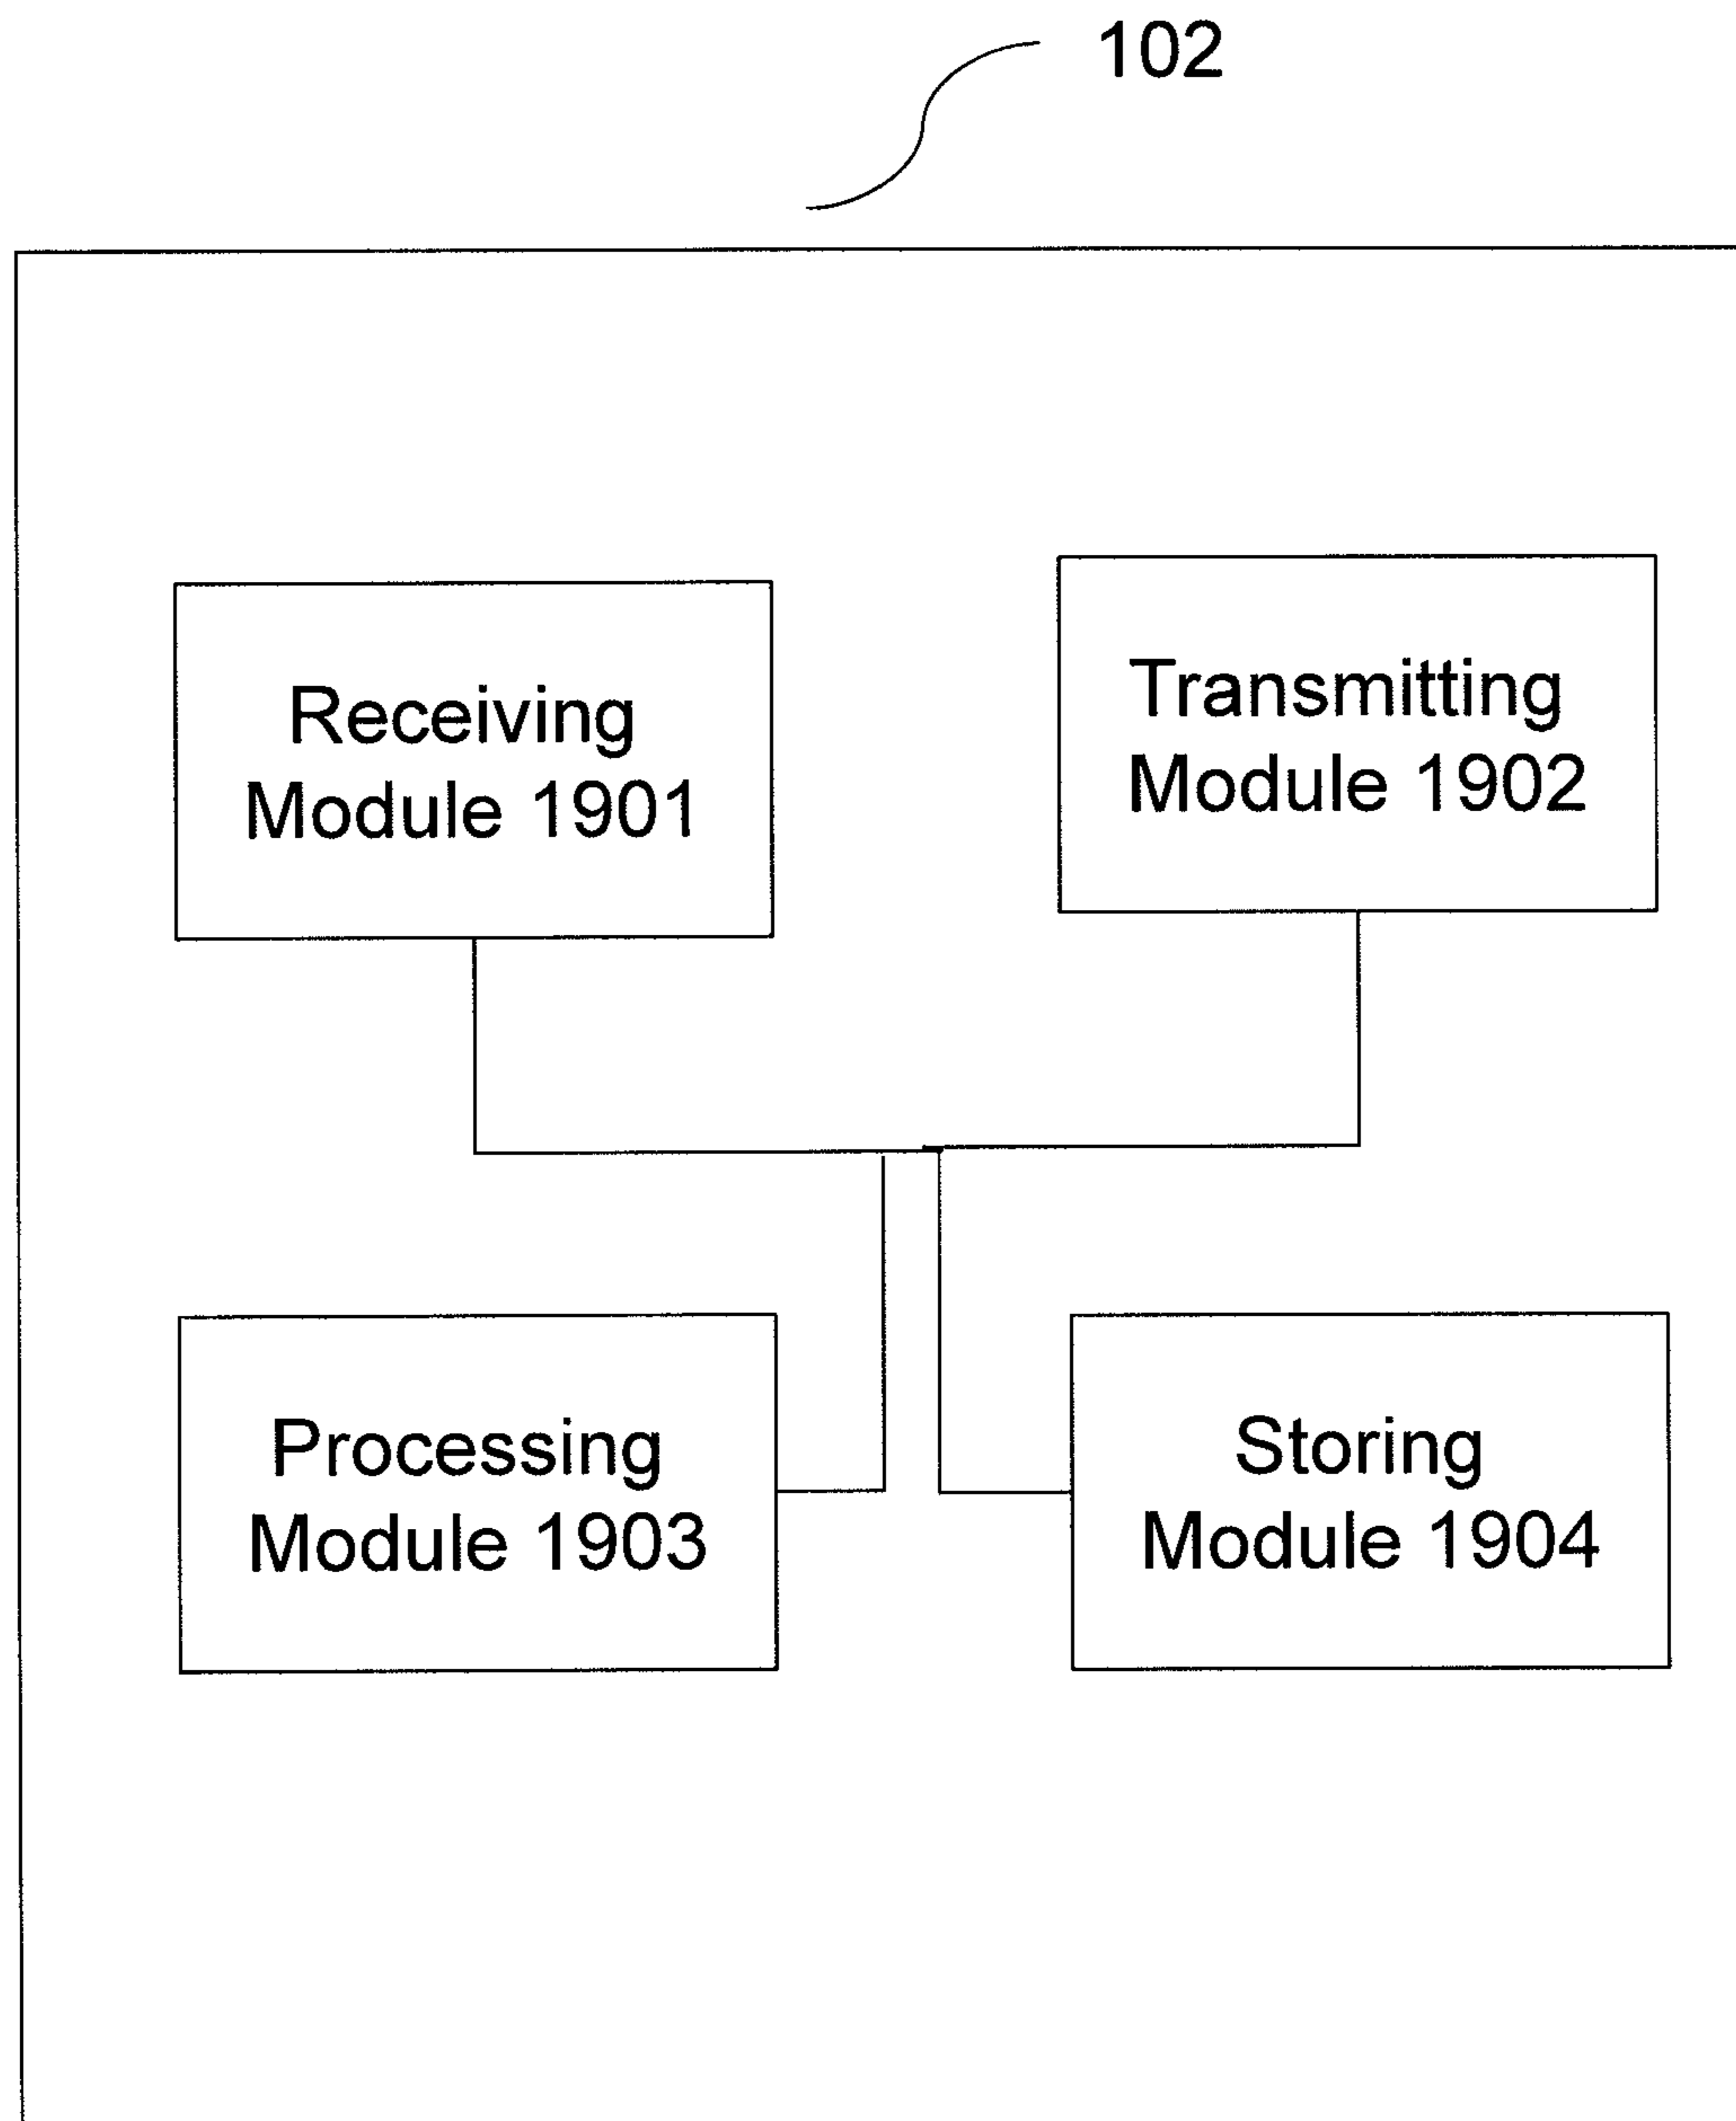 102
Receiving
Module 1901
Transmitting
Module 1902
Processing
Module 1903
Storing
Module 1904